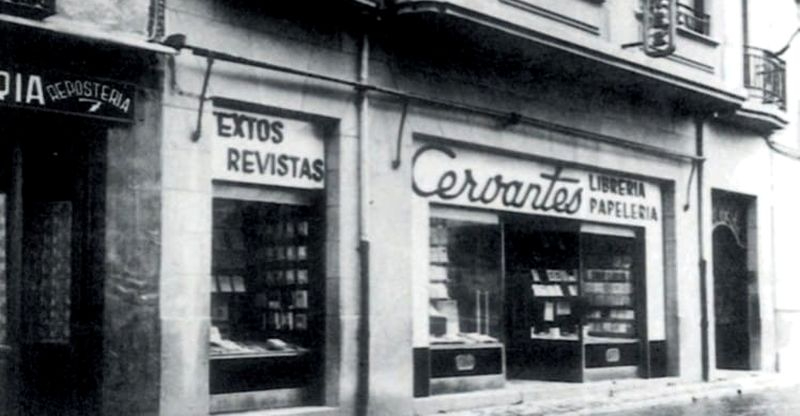 RIA REPOSTERIA
EXTOS
REVISTAS
Cervantes
LIBRERIA
PAPELERIA